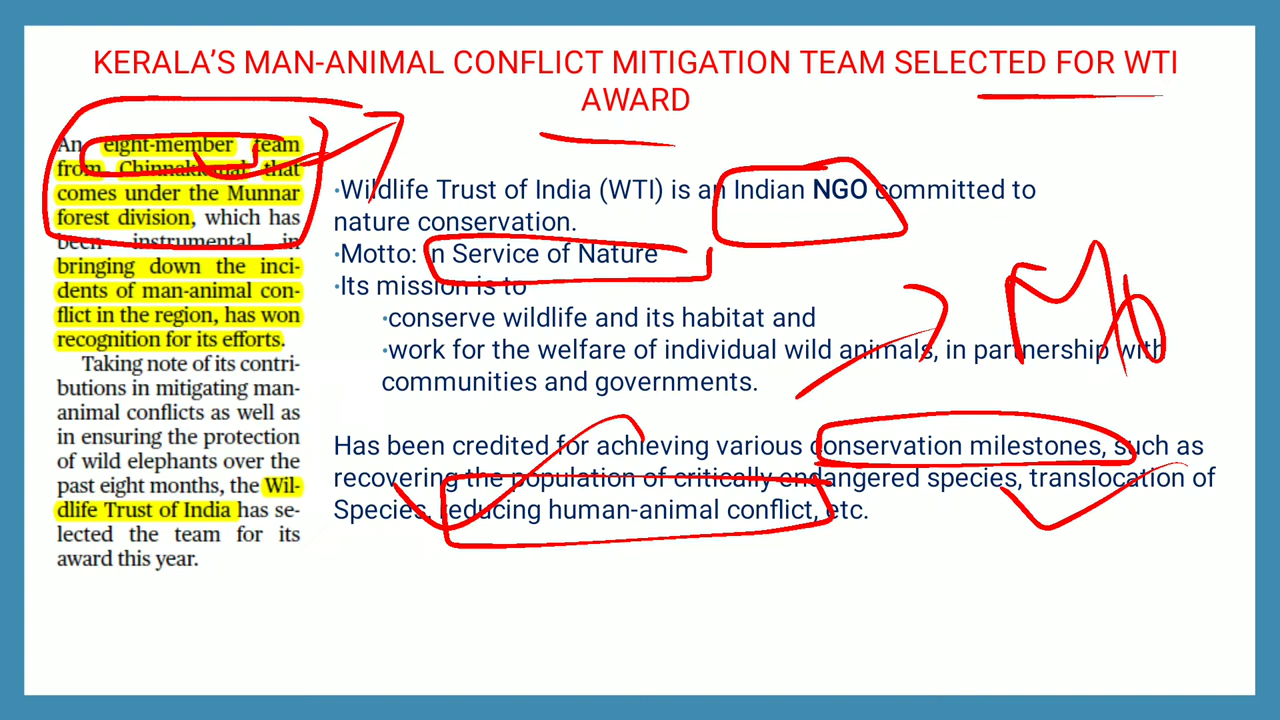 KERALA’S MAN-ANIMAL CONFLICT MITIGATION TEAM SELECTED FOR WTI
AWARD
An eight-member team
from Chinnakanal that
comes under the Munnar
forest division, which has
been instrumental in
bringing down the inci-
dents of man-animal con-
flict in the region, has won
recognition for its efforts.
Taking note of its contri-
butions in mitigating man-
animal conflicts as well as
in ensuring the protection
of wild elephants over the
past eight months, the Wil-
dlife Trust of India has se-
lected the team for its
award this year.
•Wildlife Trust of India (WTI) is an Indian NGO committed to
nature conservation.
•Motto: In Service of Nature
•Its mission is to
•conserve wildlife and its habitat and
•work for the welfare of individual wild animals, in partnership with
communities and governments.
Has been credited for achieving various conservation milestones, such as
recovering the population of critically endangered species, translocation of
Species, reducing human-animal conflict, etc.